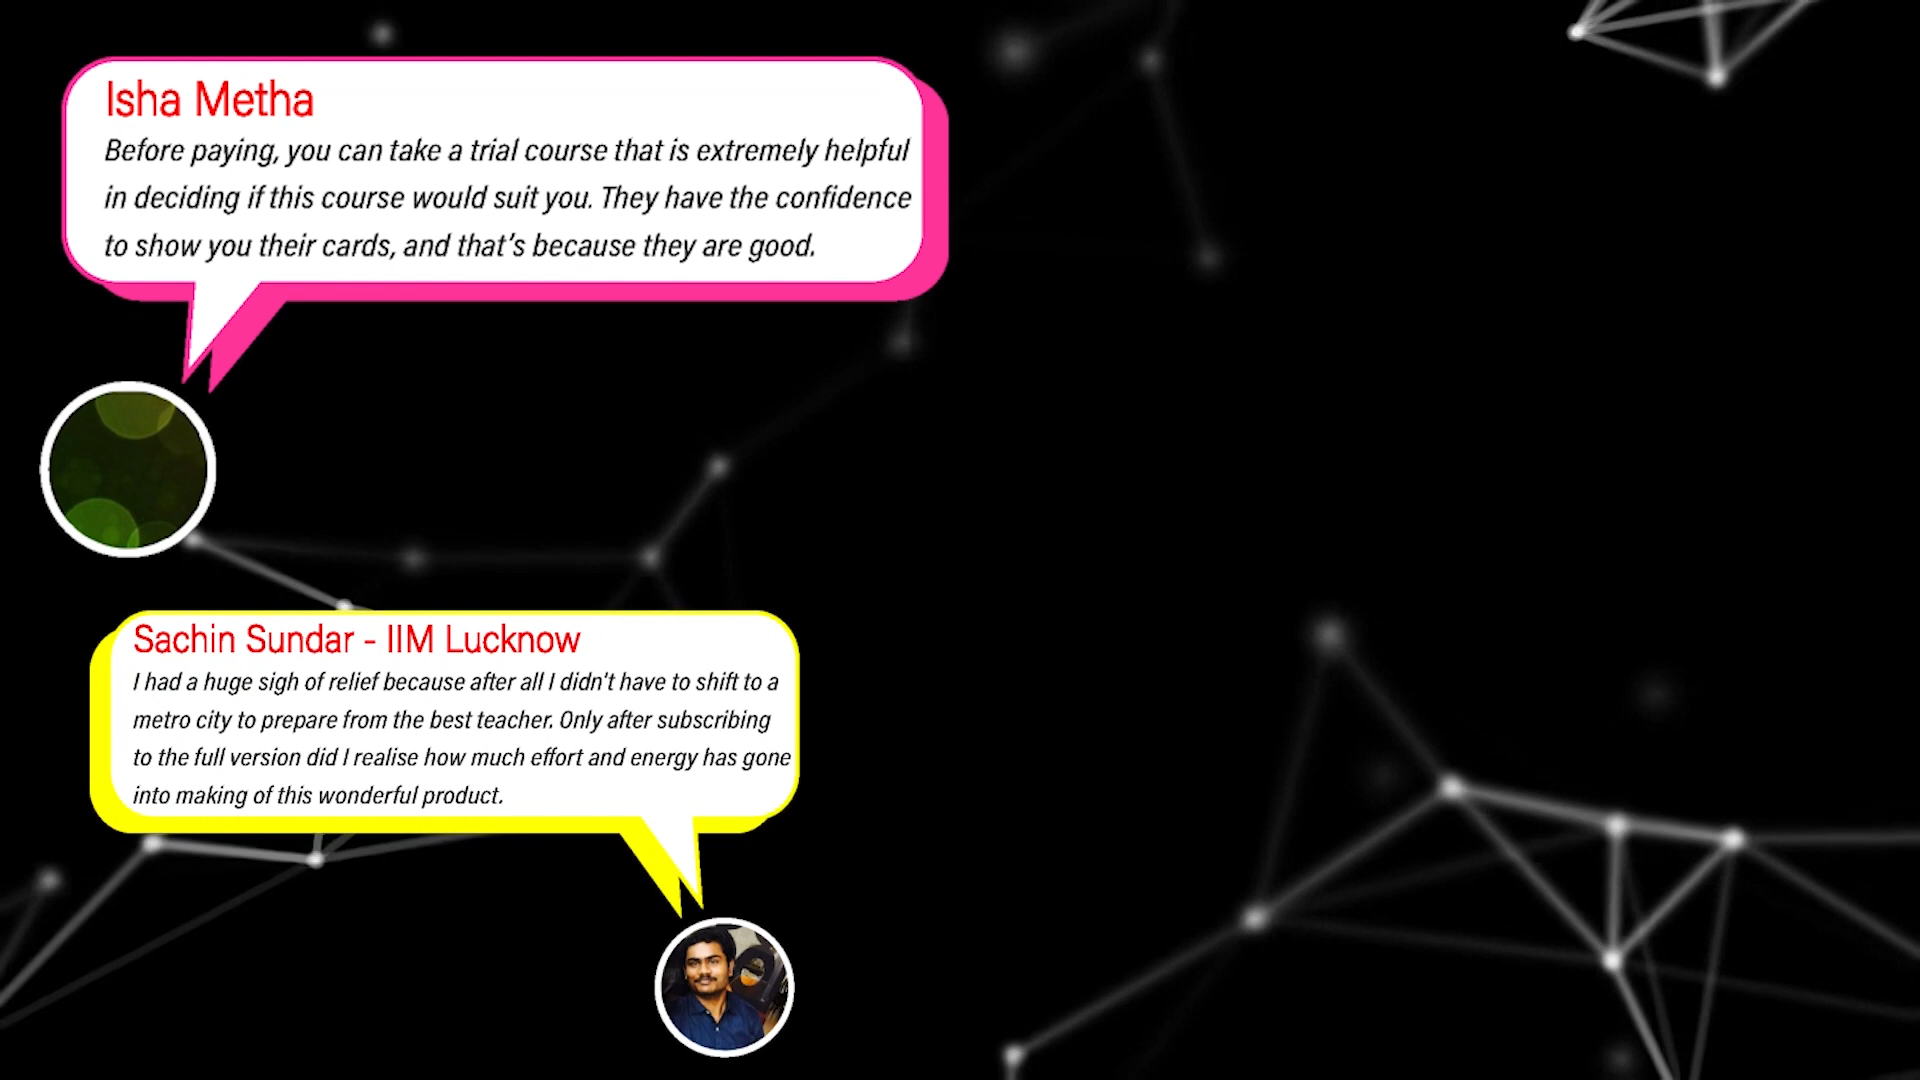 Isha Metha
Before paying, you can take a trial course that is extremely helpful
in deciding if this course would suit you. They have the confidence
to show you their cards, and that's because they are good.
Sachin Sundar - IIM Lucknow
I had a huge sigh of relief because after all I didn't have to shift to a
metro city to prepare from the best teacher. Only after subscribing
to the full version did I realise how much effort and energy has gone
into making of this wonderful product.